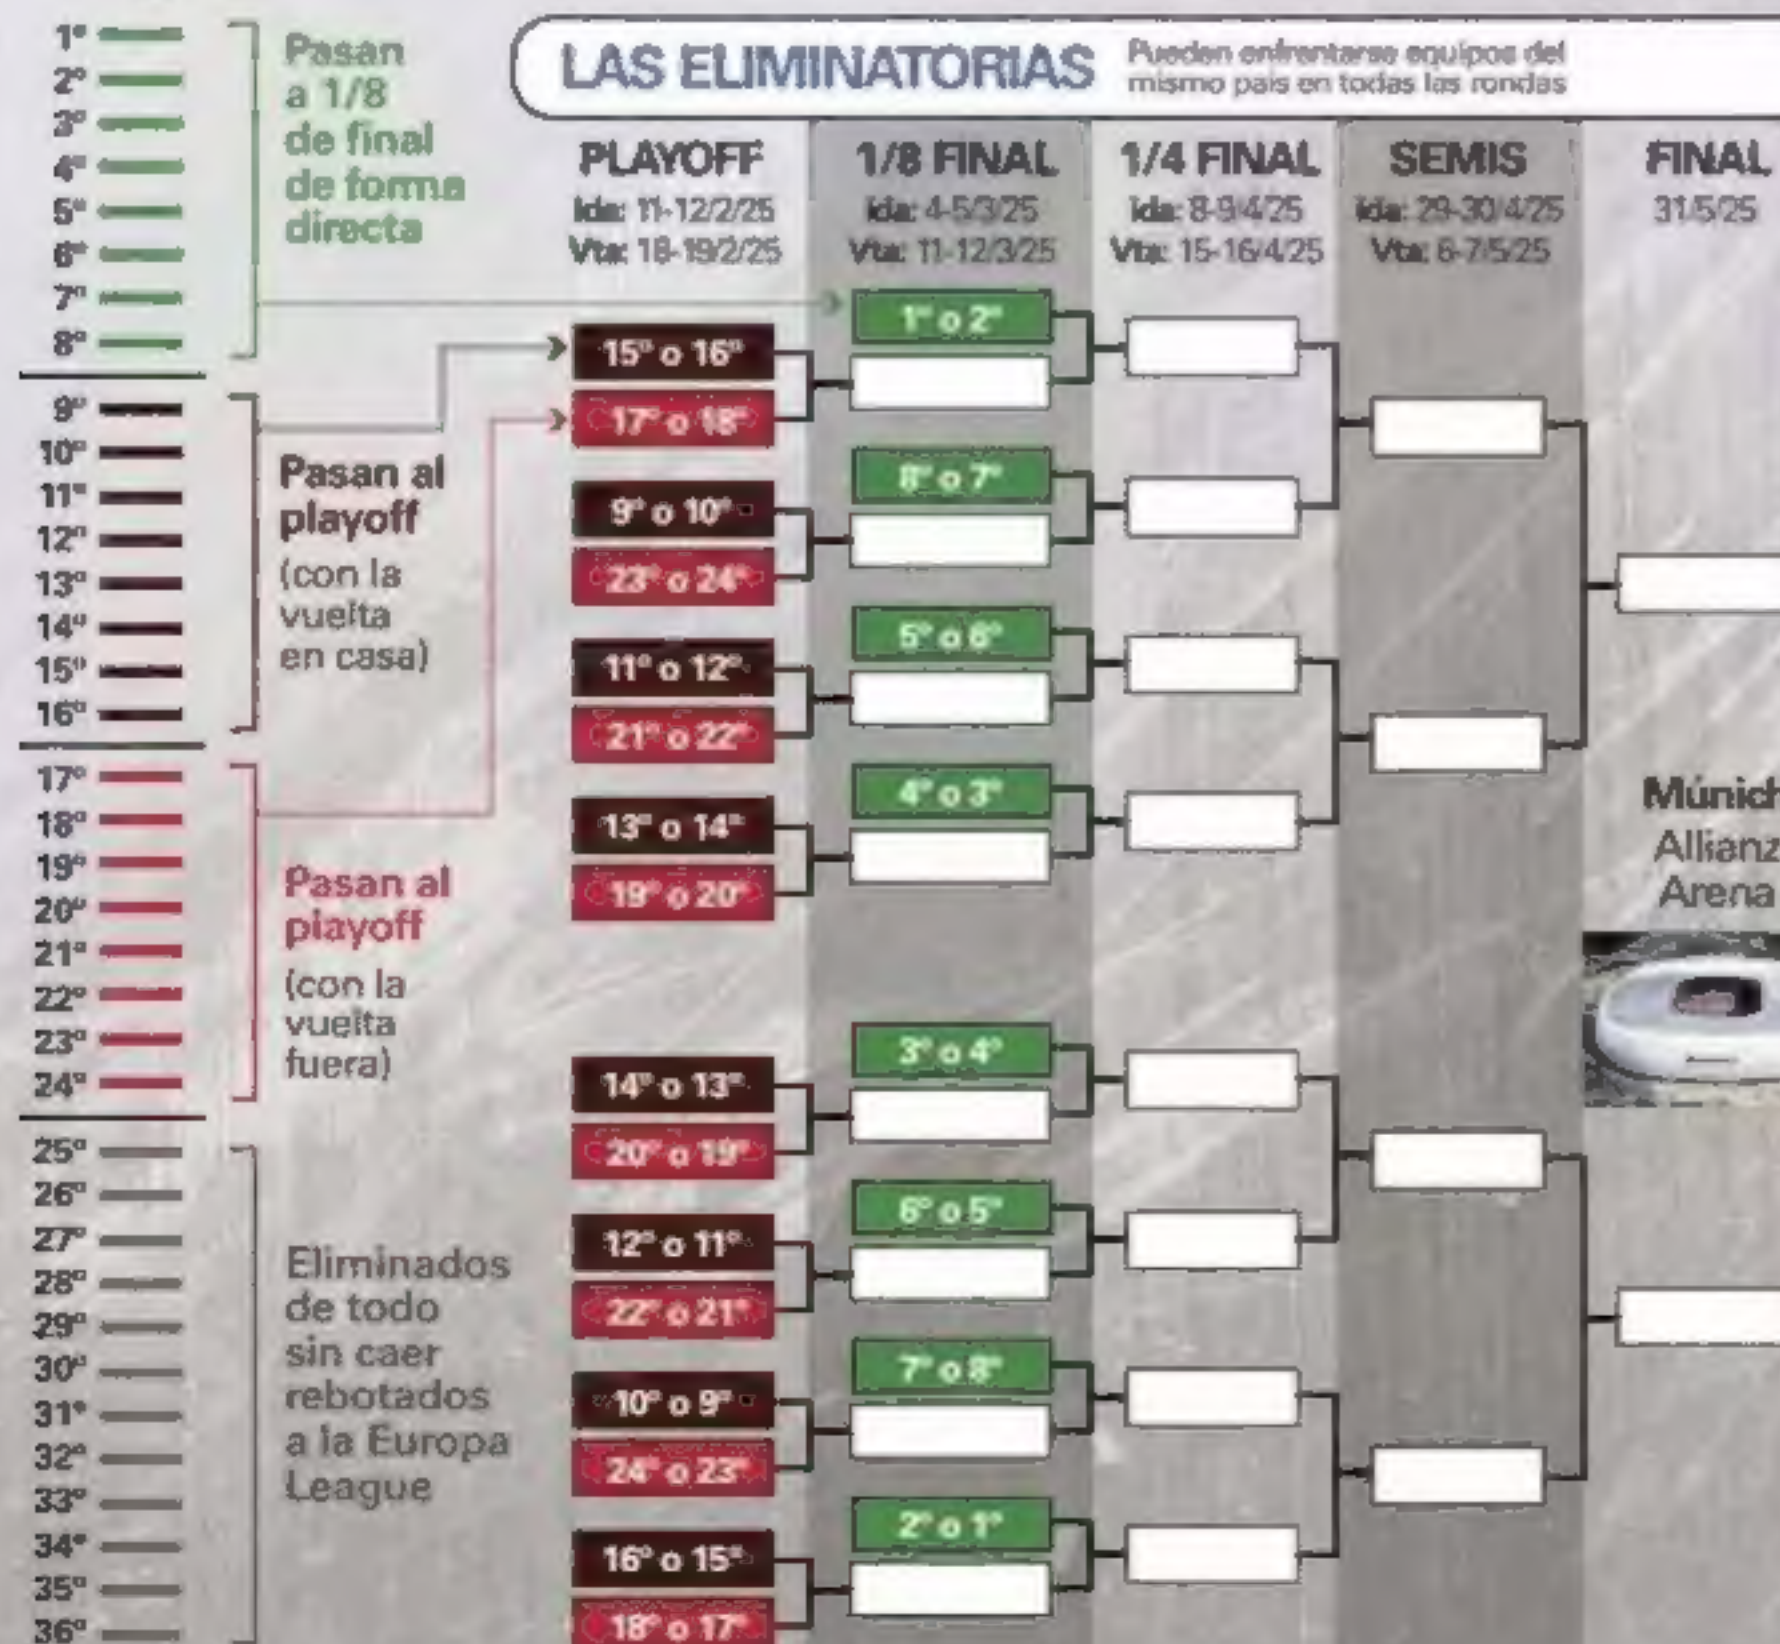 1º
2º
3º
4º
5º
6º
7º
8º
Pasan
a 1/8
de final
de forma
directa
9º
10º
11º
12º
13º
14º
15º
16º
Pasan al
playoff
(con la
vuelta
en casa)
17º
18º
19º
20º
21º
22º
23º
24º
Pasan al
playoff
(con la
vuelta
fuera)
25º
26º
27º
28º
29º
30º
31º
32º
33º
34º
35º
36º
Eliminados
de todo
sin caer
rebotados
a la Europa
League
LAS ELIMINATORIAS
Pueden enfrentarse equipos del
mismo país en todas las rondas
PLAYOFF
Ida: 11-12/2/25
Vta: 18-19/2/25
15º o 16º
17º o 18º
9º o 10º
23º o 24º
11º o 12º
21º o 22º
13º o 14º
19º o 20º
14º o 13º
20º o 19º
12º o 11º
22º o 21º
10º o 9º
24º o 23º
16º o 15º
18º o 17º
1/8 FINAL
Ida: 4-5/3/25
Vta: 11-12/3/25
1º o 2º
8º o 7º
5º o 6º
4º o 3º
3º o 4º
6º o 5º
7º o 8º
2º o 1º
1/4 FINAL
Ida: 8-9/4/25
Vta: 15-16/4/25
SEMIS
Ida: 29-30/4/25
Vta: 6-7/5/25
FINAL
31/5/25
Múnich
Allianz
Arena